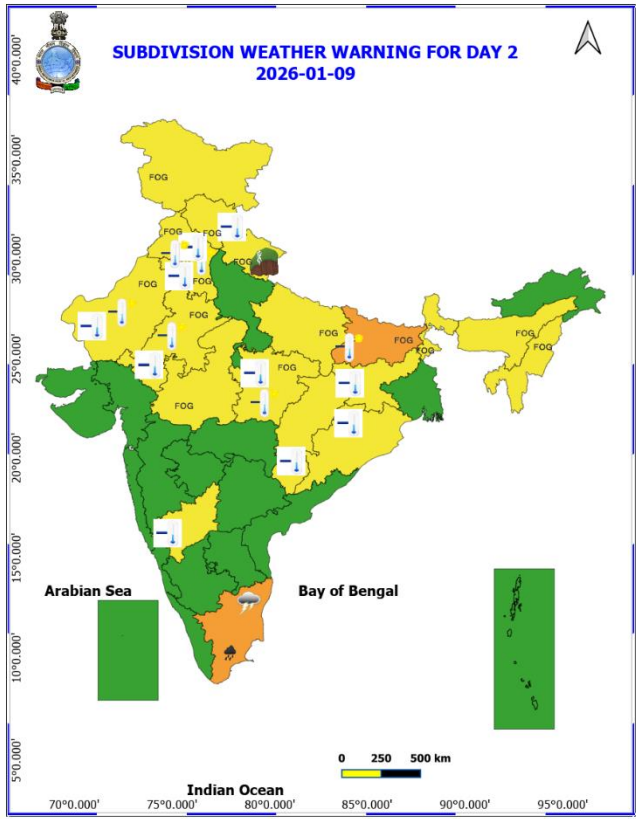 SUBDIVISION WEATHER WARNING FOR DAY 2
2026-01-09
40°0.000'
35°0.000'
30°0.000'
25°0.000'
20°0.000'
15°0.000'
10°0.000'
5°0.000'
FOG
FOG
FOG
FOG
FOG
FOG
FOG
FOG
FOG
FOG
FOG
FOG
FOG
FOG
Arabian Sea
Bay of Bengal
0 250 500 km
Indian Ocean
70°0.000' 75°0.000' 80°0.000' 85°0.000' 90°0.000' 95°0.000'